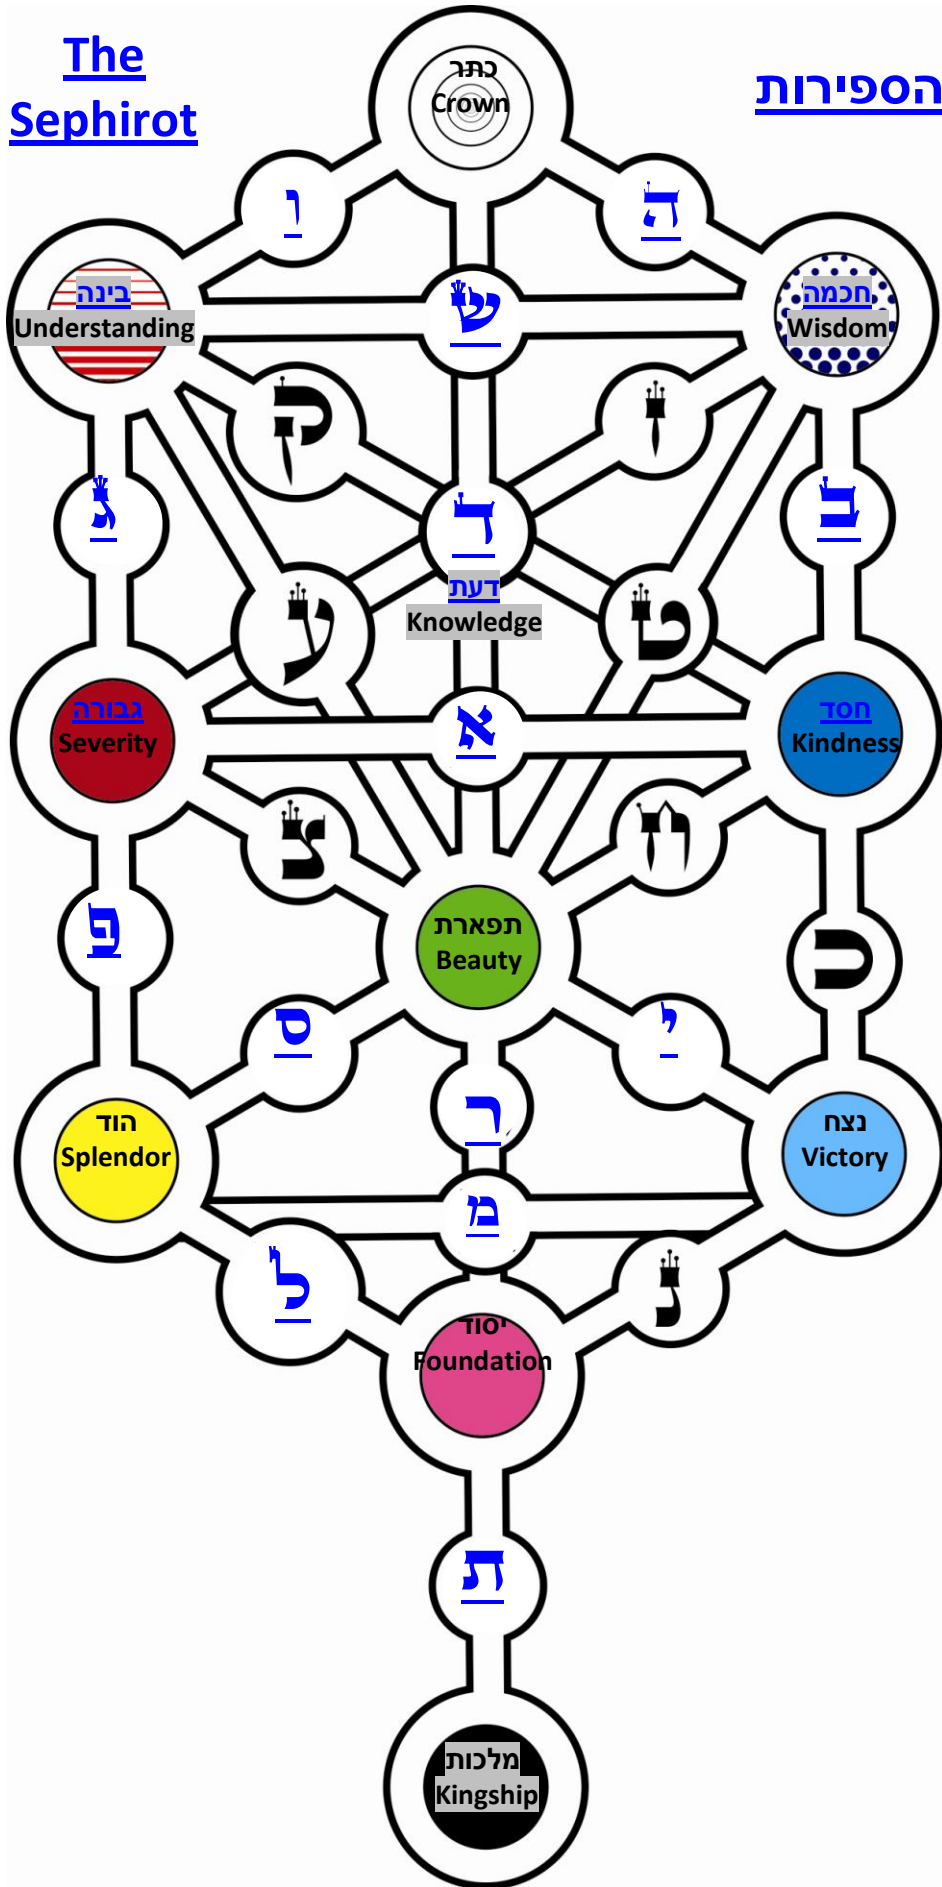 The
Sephirot
הספירות
כתר
Crown
ו
ה
בינה
Understanding
ש
חכמה
Wisdom
ק
ז
ג
ד
ב
דעת
Knowledge
ע
ט
גבורה
Severity
א
חסד
Kindness
צ
ח
פ
תפארת
Beauty
כ
ס
י
הוד
Splendor
ר
נצח
Victory
מ
ל
נ
יסוד
Foundation
ת
מלכות
Kingship